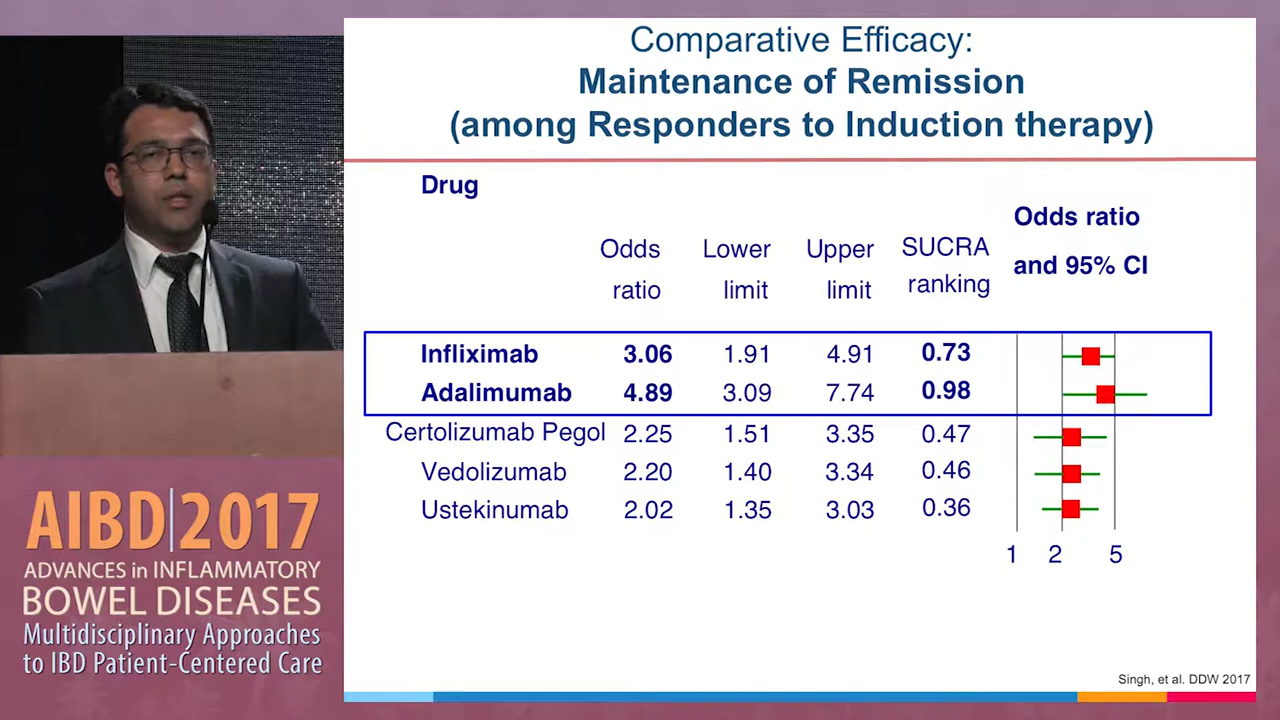 Comparative Efficacy:
Maintenance of Remission
(among Responders to Induction therapy)
Drug
Odds ratio
Lower limit
Upper limit
SUCRA ranking
Odds ratio and 95% CI
Infliximab 3.06 1.91 4.91 0.73
Adalimumab 4.89 3.09 7.74 0.98
Certolizumab Pegol 2.25 1.51 3.35 0.47
Vedolizumab 2.20 1.40 3.34 0.46
Ustekinumab 2.02 1.35 3.03 0.36
1 2 5
Singh, et al. DDW 2017
AIBD|2017
ADVANCES in INFLAMMATORY
BOWEL DISEASES
Multidisciplinary Approaches
to IBD Patient-Centered Care